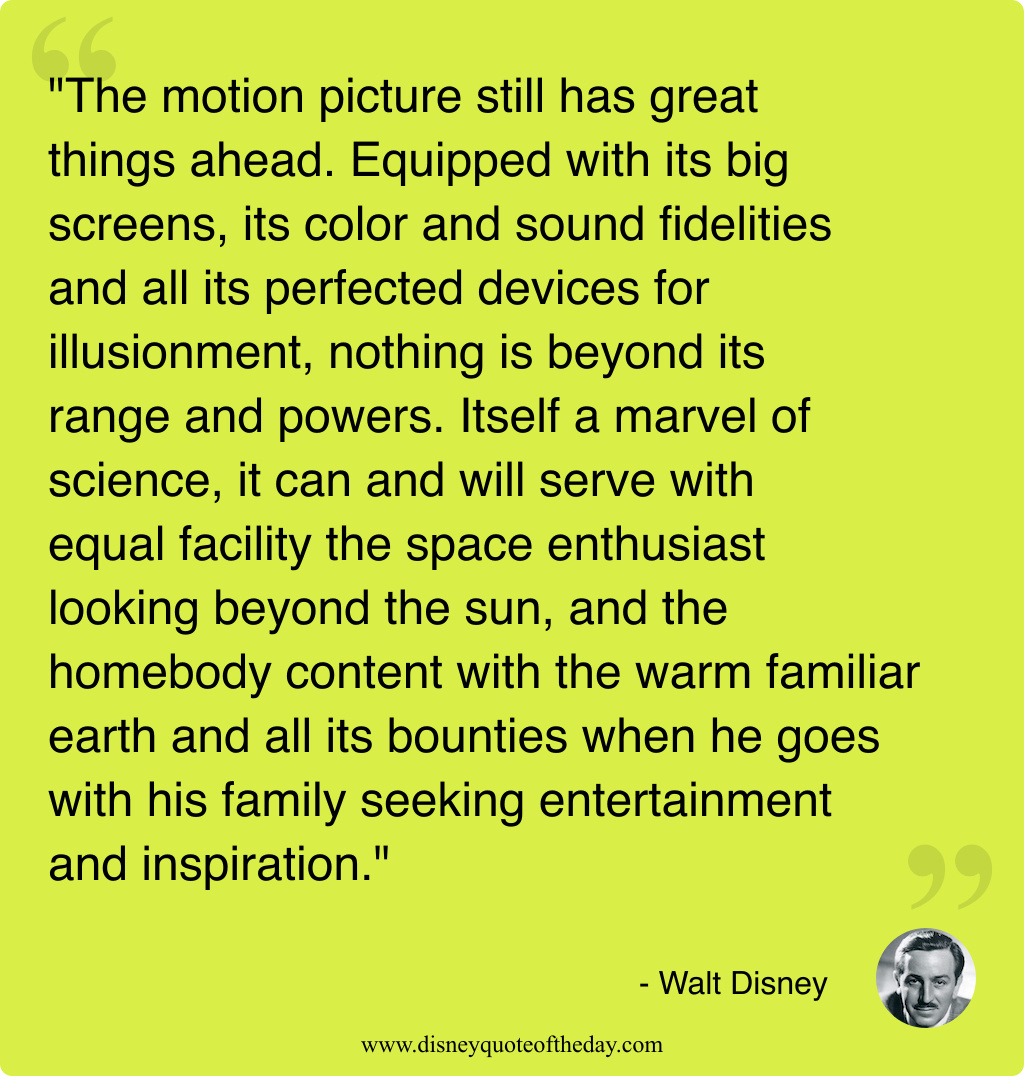 "The motion picture still has great
things ahead. Equipped with its big
screens, its color and sound fidelities
and all its perfected devices for
illusionment, nothing is beyond its
range and powers. Itself a marvel of
science, it can and will serve with
equal facility the space enthusiast
looking beyond the sun, and the
homebody content with the warm familiar
earth and all its bounties when he goes
with his family seeking entertainment
and inspiration."
- Walt Disney
www.disneyquoteoftheday.com